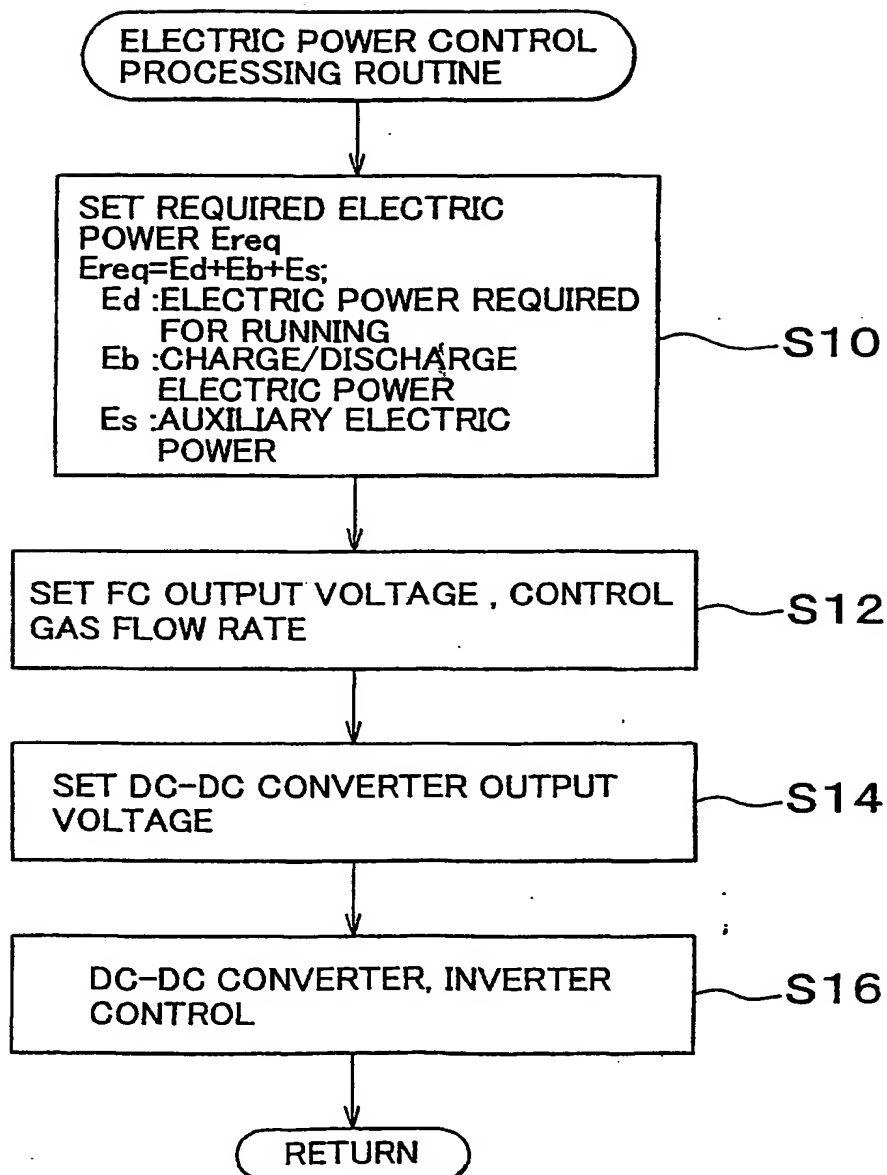 ELECTRIC POWER CONTROL
PROCESSING ROUTINE
SET REQUIRED ELECTRIC
POWER Ereq
Ereq=Ed+Eb+Es;
Ed :ELECTRIC POWER REQUIRED
FOR RUNNING
Eb :CHARGE/DISCHARGE
ELECTRIC POWER
Es :AUXILIARY ELECTRIC
POWER
S10
SET FC OUTPUT VOLTAGE , CONTROL
GAS FLOW RATE
S12
SET DC-DC CONVERTER OUTPUT
VOLTAGE
S14
DC-DC CONVERTER, INVERTER
CONTROL
S16
RETURN